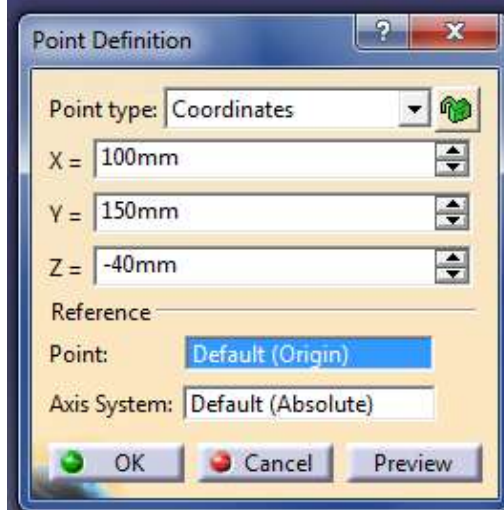 Point Definition ?
Point type: Coordinates
X = 100mm
Y = 150mm
Z = -40mm
Reference
Point: Default (Origin)
Axis System: Default (Absolute)
OK Cancel Preview